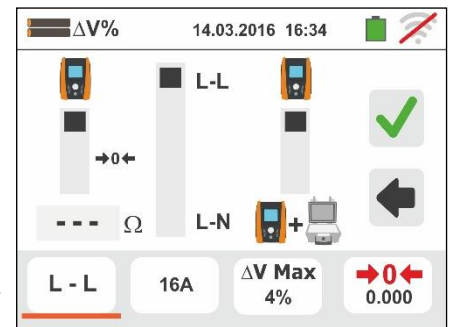 ΔV% 14.03.2016 16:34
L-L
→0←
--- Ω L-N +
L - L 16A ΔV Max 4% →0← 0.000